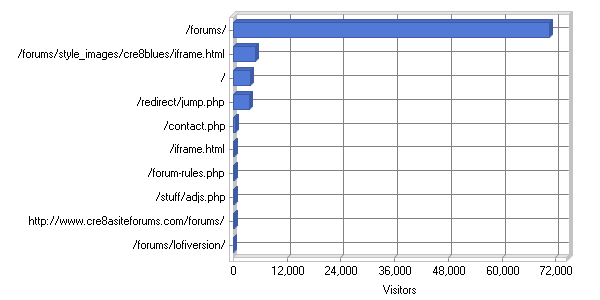 /forums/
/forums/style_images/cre8blues/iframe.html
/
/redirect/jump.php
/contact.php
/iframe.html
/forum-rules.php
/stuff/adjs.php
http://www.cre8asiteforums.com/forums/
/forums/lofiversion/
0 12,000 24,000 36,000 48,000 60,000 72,000
Visitors